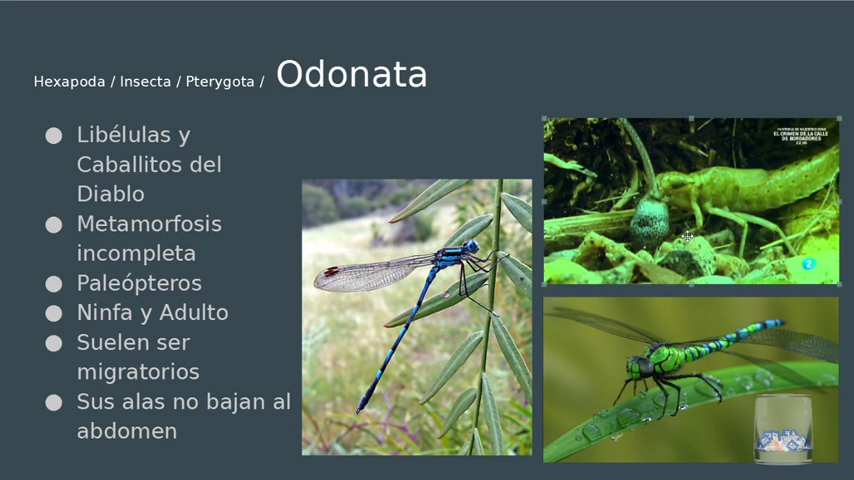 Hexapoda / Insecta / Pterygota / Odonata
● Libélulas y
Caballitos del
Diablo
● Metamorfosis
incompleta
● Paleópteros
● Ninfa y Adulto
● Suelen ser
migratorios
● Sus alas no bajan al
abdomen
EL CRIMEN DE LA CALLE
DE BORDADORES
2